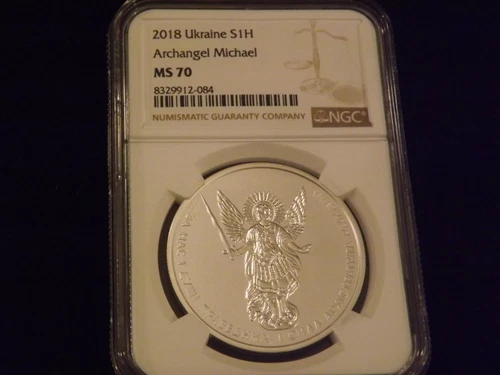 2018 Ukraine S1H
Archangel Michael
MS 70
8329912-084
NUMISMATIC GUARANTY COMPANY
NGC®